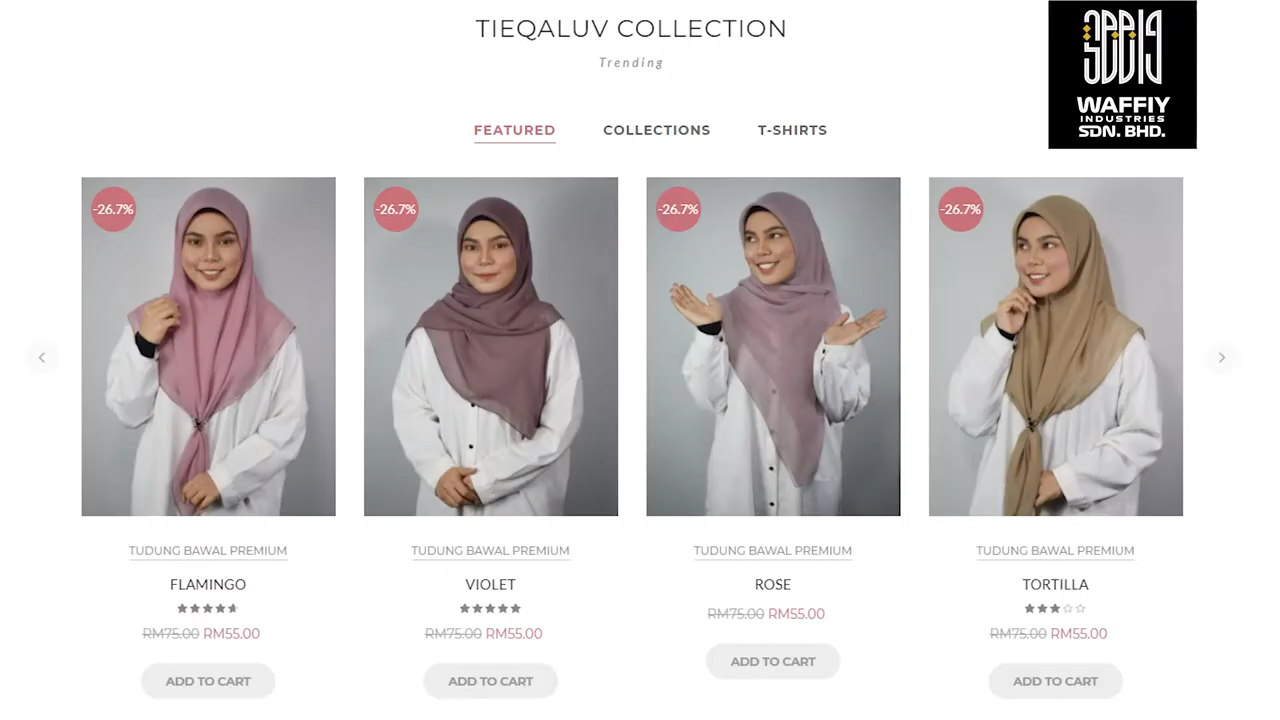 TIEQALUV COLLECTION
Trending
WAFFIY
INDUSTRIES
SDN. BHD.
FEATURED
COLLECTIONS
T-SHIRTS
-26.7%
-26.7%
-26.7%
-26.7%
TUDUNG BAWAL PREMIUM
FLAMINGO
RM75.00 RM55.00
ADD TO CART
TUDUNG BAWAL PREMIUM
VIOLET
RM75.00 RM55.00
ADD TO CART
TUDUNG BAWAL PREMIUM
ROSE
RM75.00 RM55.00
ADD TO CART
TUDUNG BAWAL PREMIUM
TORTILLA
RM75.00 RM55.00
ADD TO CART